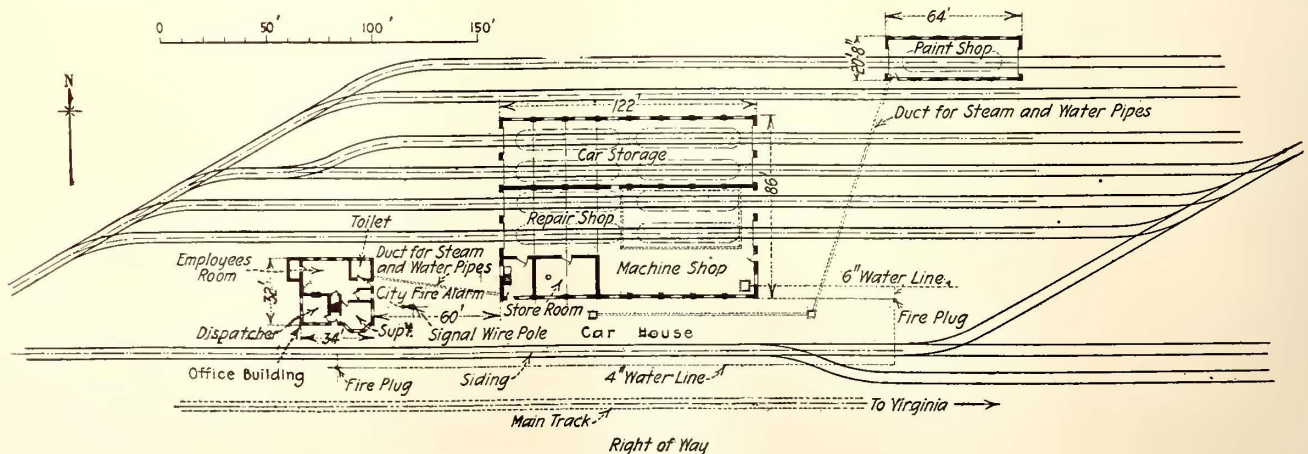 0 50' 100' 150'
N
64'
Paint Shop
20'-8"
Duct for Steam and Water Pipes
122'
Car Storage
86'
Repair Shop
Toilet
Employees
Room
Duct for Steam
and Water Pipes
Machine Shop
32'
City Fire Alarm
6" Water Line
60'
Store Room
Fire Plug
Dispatcher
34'
Supt.
Signal Wire Pole
Car House
Office Building
Fire Plug
Siding
4" Water Line
Main Track
To Virginia
Right of Way